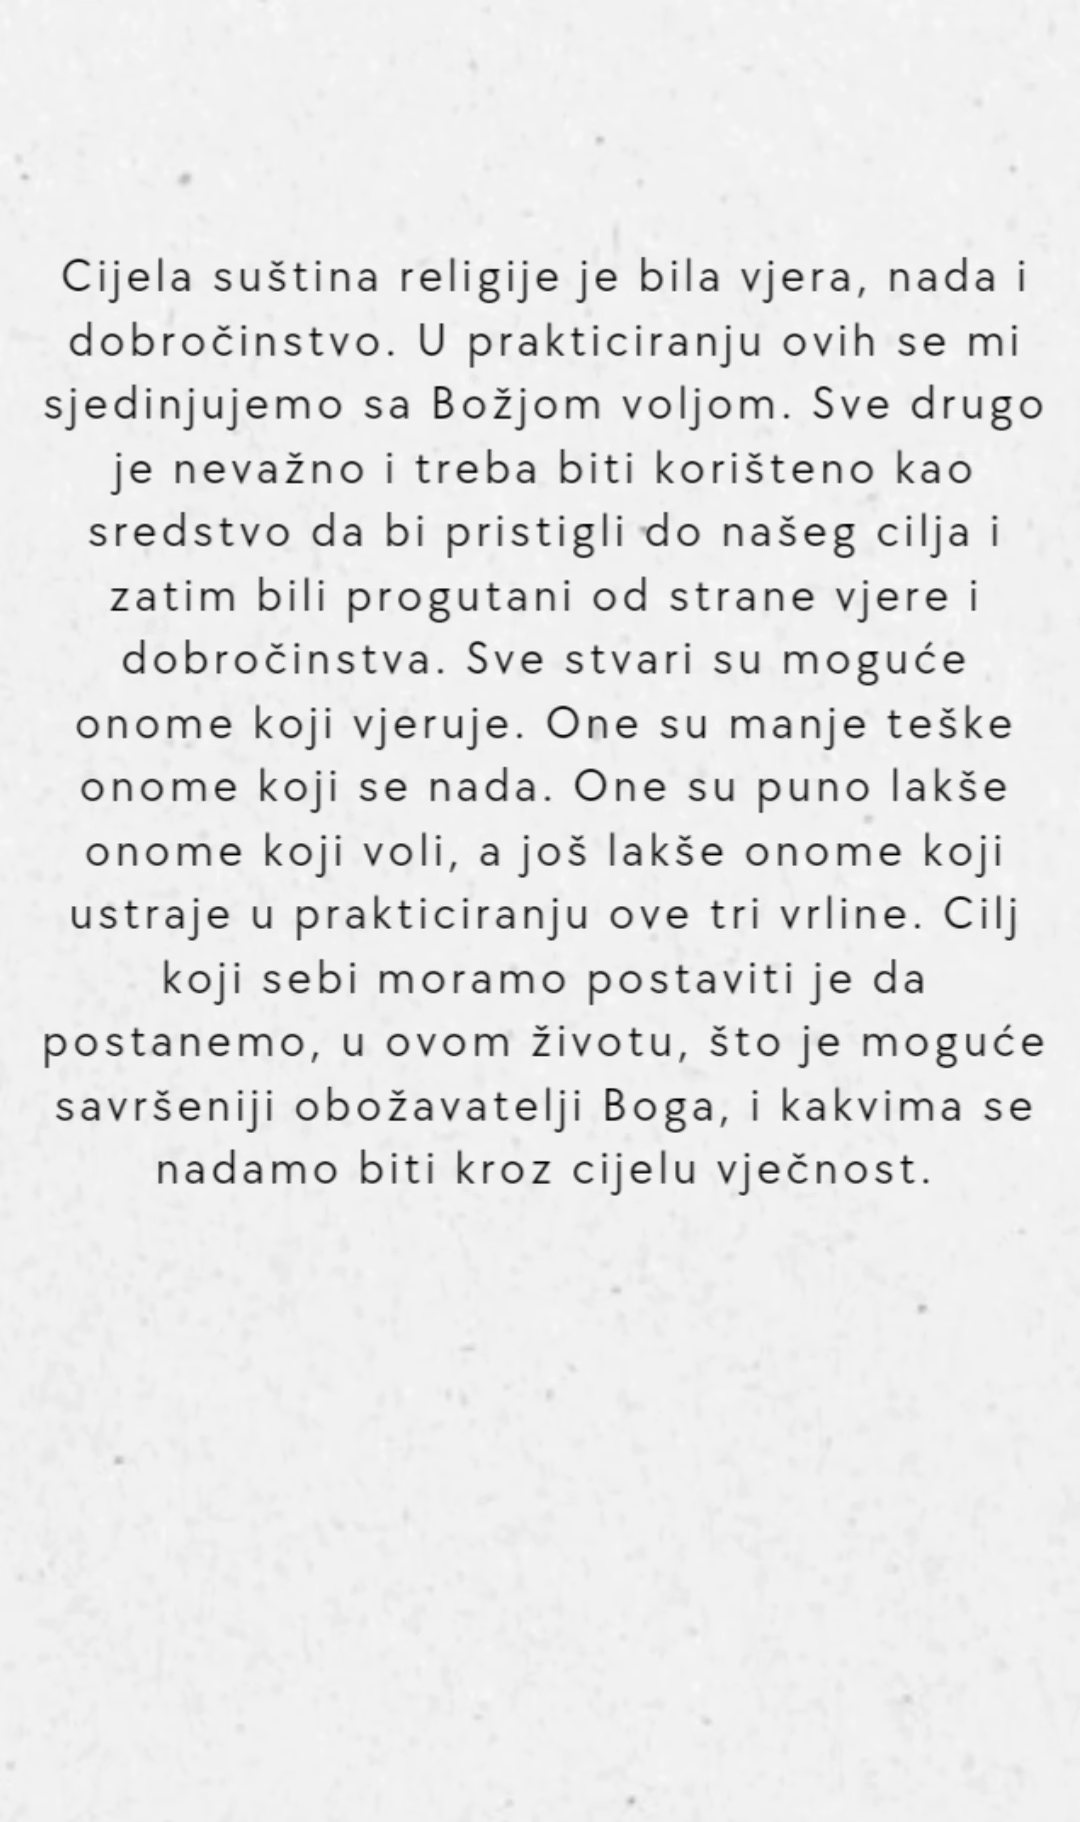 Cijela suština religije je bila vjera, nada i
dobročinstvo. U prakticiranju ovih se mi
sjedinjujemo sa Božjom voljom. Sve drugo
je nevažno i treba biti korišteno kao
sredstvo da bi pristigli do našeg cilja i
zatim bili progutani od strane vjere i
dobročinstva. Sve stvari su moguće
onome koji vjeruje. One su manje teške
onome koji se nada. One su puno lakše
onome koji voli, a još lakše onome koji
ustraje u prakticiranju ove tri vrline. Cilj
koji sebi moramo postaviti je da
postanemo, u ovom životu, što je moguće
savršeniji obožavatelji Boga, i kakvima se
nadamo biti kroz cijelu vječnost.